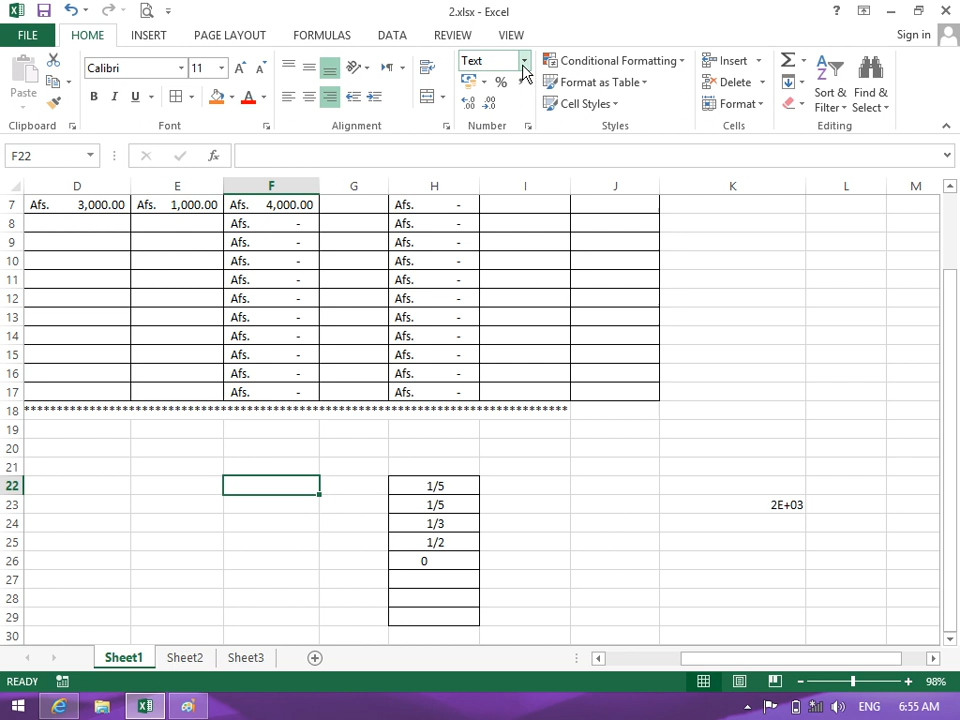 2.xlsx - Excel
FILE HOME INSERT PAGE LAYOUT FORMULAS DATA REVIEW VIEW Sign in
Paste Calibri 11 Text Conditional Formatting Insert
Format as Table Delete
B I U A Cell Styles Format Sort & Filter Find & Select
Clipboard Font Alignment Number Styles Cells Editing
F22 fx
D E F G H I J K L M
7 Afs. 3,000.00 Afs. 1,000.00 Afs. 4,000.00 Afs. -
8 Afs. - Afs. -
9 Afs. - Afs. -
10 Afs. - Afs. -
11 Afs. - Afs. -
12 Afs. - Afs. -
13 Afs. - Afs. -
14 Afs. - Afs. -
15 Afs. - Afs. -
16 Afs. - Afs. -
17 Afs. - Afs. -
18
19
20
21
22 1/5
23 1/5 2E+03
24 1/3
25 1/2
26 0
27
28
29
30
Sheet1 Sheet2 Sheet3
READY 98%
ENG 6:55 AM